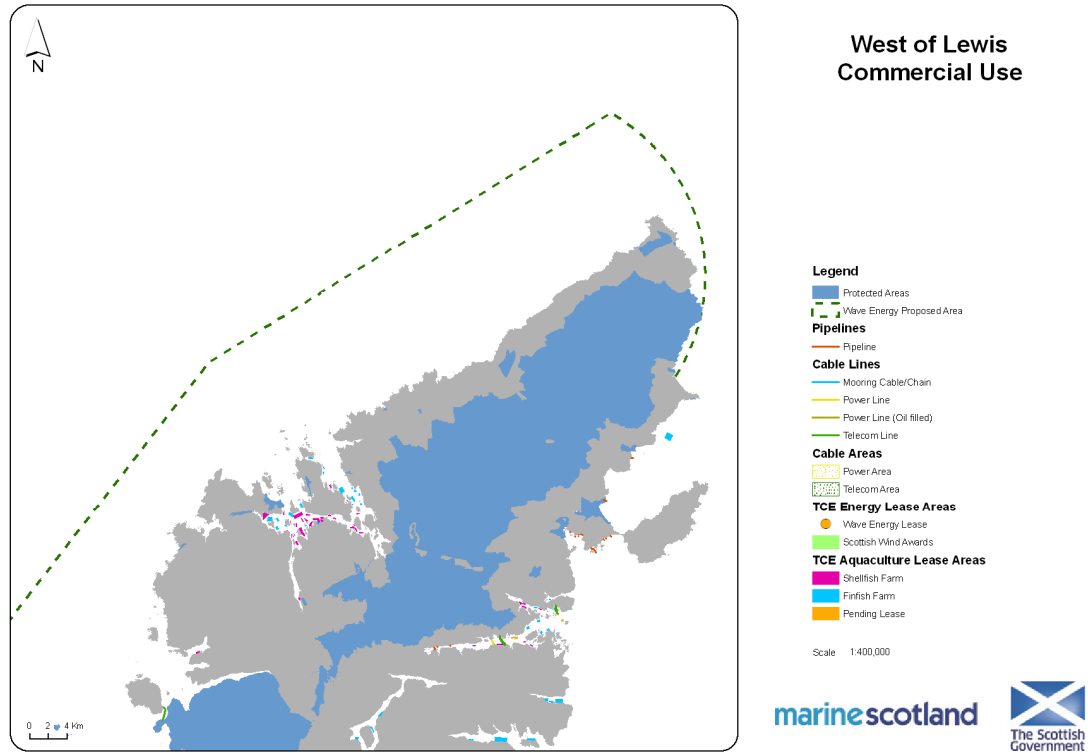 N
West of Lewis
Commercial Use
Legend
Protected Areas
Wave Energy Proposed Area
Pipelines
Pipeline
Cable Lines
Mooring Cable/Chain
Power Line
Power Line (Oil filled)
Telecom Line
Cable Areas
Power Area
Telecom Area
TCE Energy Lease Areas
Wave Energy Lease
Scottish Wind Awards
TCE Aquaculture Lease Areas
Shellfish Farm
Finfish Farm
Pending Lease
Scale 1:400,000
0 2 4 Km
marinescotland
The Scottish
Government